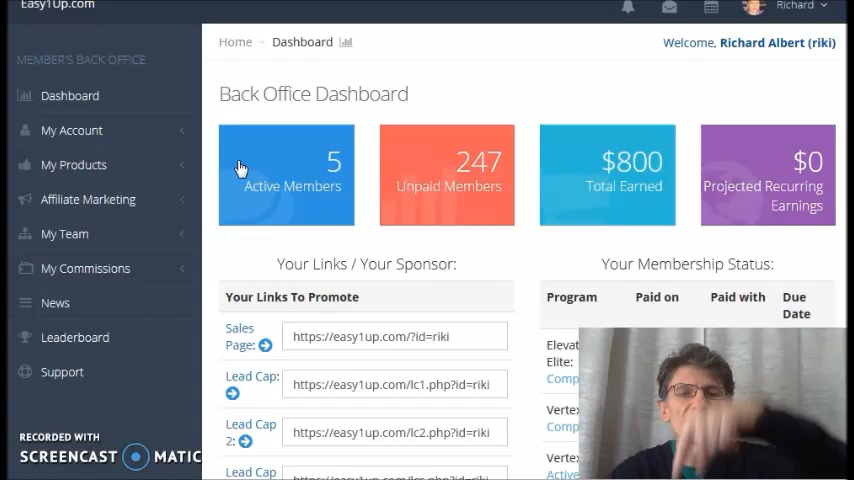 Easy1Up.com
Richard
MEMBER'S BACK OFFICE
Dashboard
My Account
My Products
Affiliate Marketing
My Team
My Commissions
News
Leaderboard
Support
RECORDED WITH
SCREENCAST MATIC
Home Dashboard
Welcome, Richard Albert (riki)
Back Office Dashboard
5
Active Members
247
Unpaid Members
$800
Total Earned
$0
Projected Recurring
Earnings
Your Links / Your Sponsor:
Your Links To Promote
Sales
Page:
https://easy1up.com/?id=riki
Lead Cap:
https://easy1up.com/lc1.php?id=riki
Lead Cap
2:
https://easy1up.com/lc2.php?id=riki
Lead Cap
Your Membership Status:
Program Paid on Paid with Due
Date
Elite: